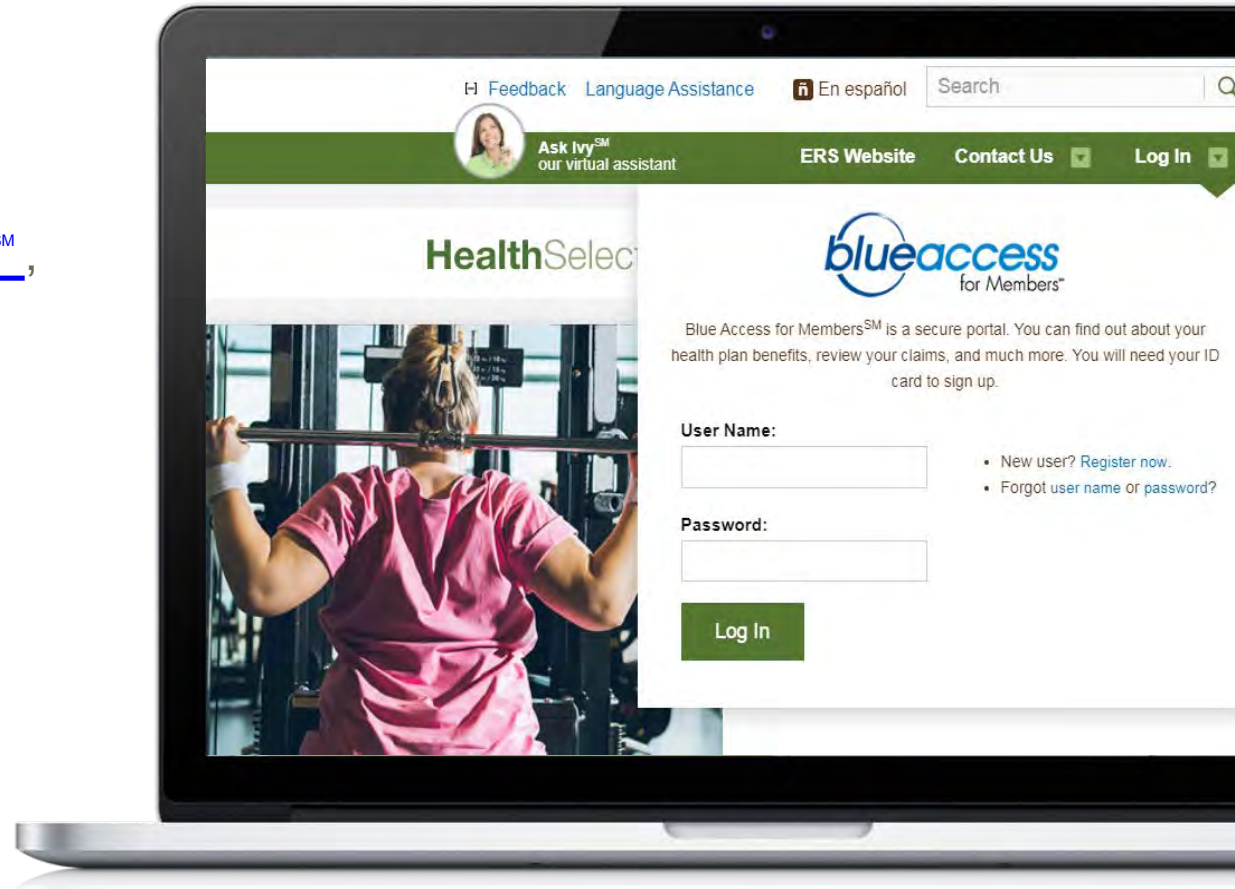 SM
,
Feedback Language Assistance ñ En español Search
Ask Ivy℠
our virtual assistant
ERS Website Contact Us Log In
HealthSelec
blueaccess
for Members℠
Blue Access for Members℠ is a secure portal. You can find out about your
health plan benefits, review your claims, and much more. You will need your ID
card to sign up.
User Name:
• New user? Register now.
• Forgot user name or password?
Password:
Log In